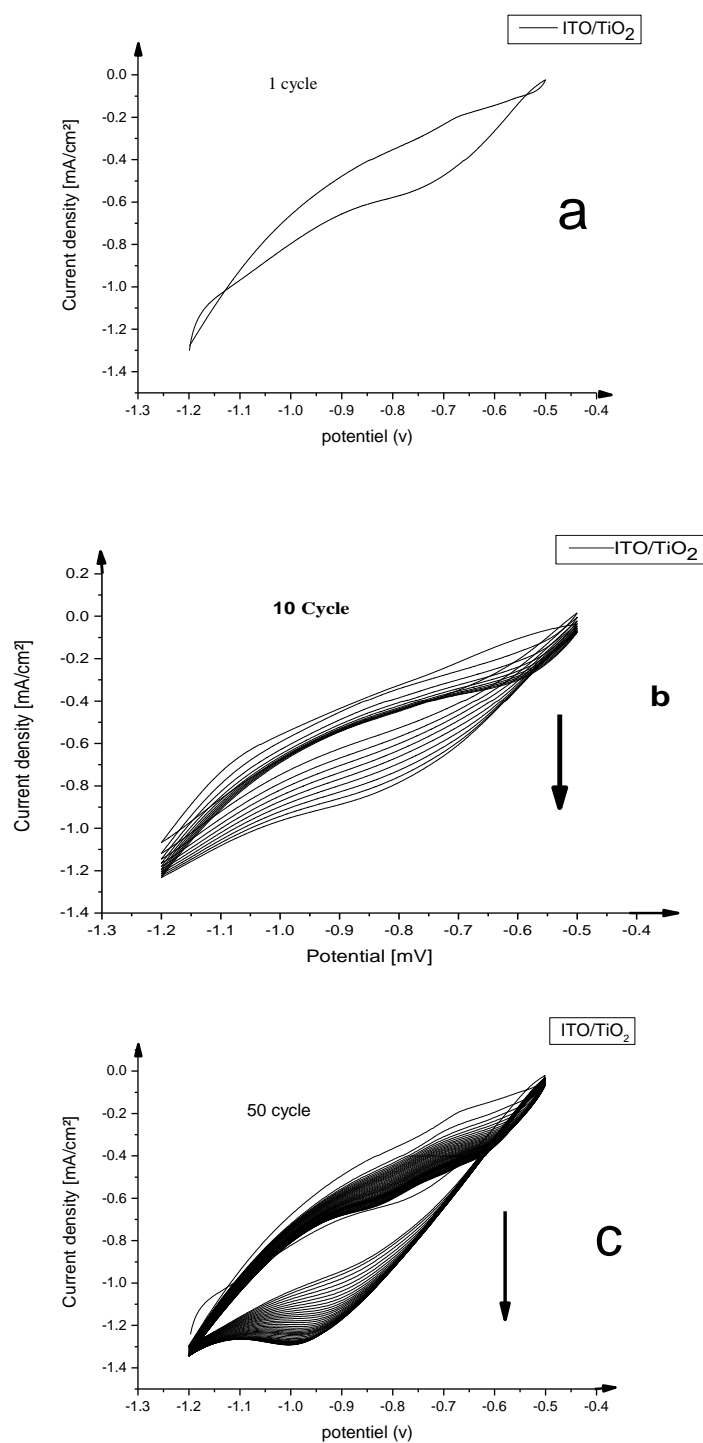 ITO/TiO₂
1 cycle
a
Current density [mA/cm²]
0.0
-0.2
-0.4
-0.6
-0.8
-1.0
-1.2
-1.4
-1.3 -1.2 -1.1 -1.0 -0.9 -0.8 -0.7 -0.6 -0.5 -0.4
potentiel (v)
ITO/TiO₂
10 Cycle
b
Current density [mA/cm²]
0.2
0.0
-0.2
-0.4
-0.6
-0.8
-1.0
-1.2
-1.4
-1.3 -1.2 -1.1 -1.0 -0.9 -0.8 -0.7 -0.6 -0.5 -0.4
Potential [mV]
ITO/TiO₂
50 cycle
c
Current density [mA/cm²]
0.0
-0.2
-0.4
-0.6
-0.8
-1.0
-1.2
-1.4
-1.3 -1.2 -1.1 -1.0 -0.9 -0.8 -0.7 -0.6 -0.5 -0.4
potentiel (v)